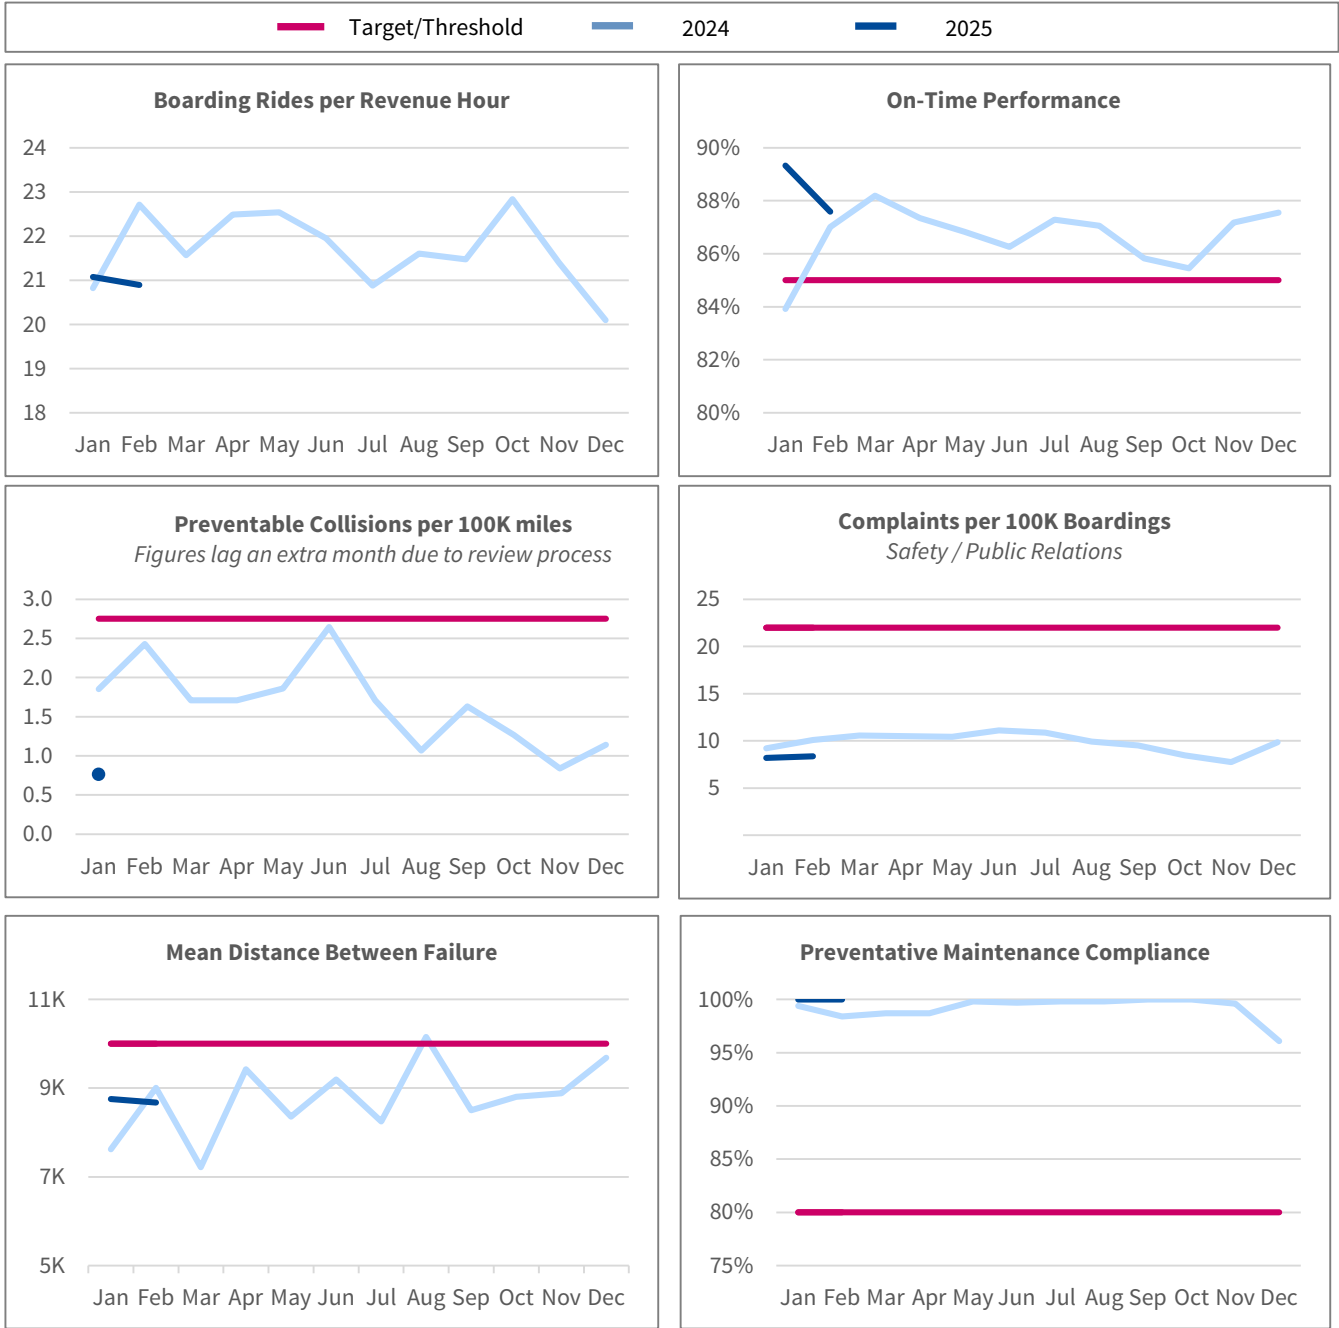 Target/Threshold 2024 2025
Boarding Rides per Revenue Hour
24
23
22
21
20
19
18
Jan Feb Mar Apr May Jun Jul Aug Sep Oct Nov Dec
On-Time Performance
90%
88%
86%
84%
82%
80%
Jan Feb Mar Apr May Jun Jul Aug Sep Oct Nov Dec
Preventable Collisions per 100K miles
Figures lag an extra month due to review process
3.0
2.5
2.0
1.5
1.0
0.5
0.0
Jan Feb Mar Apr May Jun Jul Aug Sep Oct Nov Dec
Complaints per 100K Boardings
Safety / Public Relations
25
20
15
10
5
Jan Feb Mar Apr May Jun Jul Aug Sep Oct Nov Dec
Mean Distance Between Failure
11K
9K
7K
5K
Jan Feb Mar Apr May Jun Jul Aug Sep Oct Nov Dec
Preventative Maintenance Compliance
100%
95%
90%
85%
80%
75%
Jan Feb Mar Apr May Jun Jul Aug Sep Oct Nov Dec